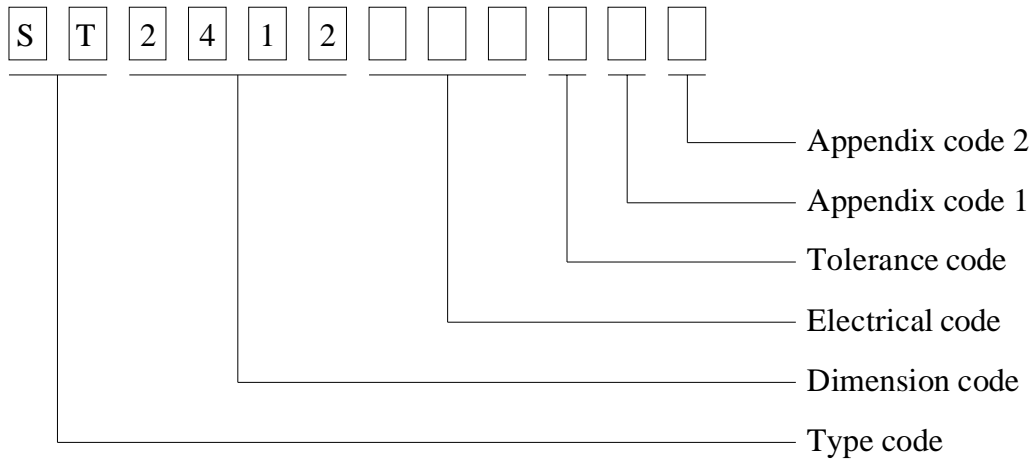 S T 2 4 1 2
Appendix code 2
Appendix code 1
Tolerance code
Electrical code
Dimension code
Type code